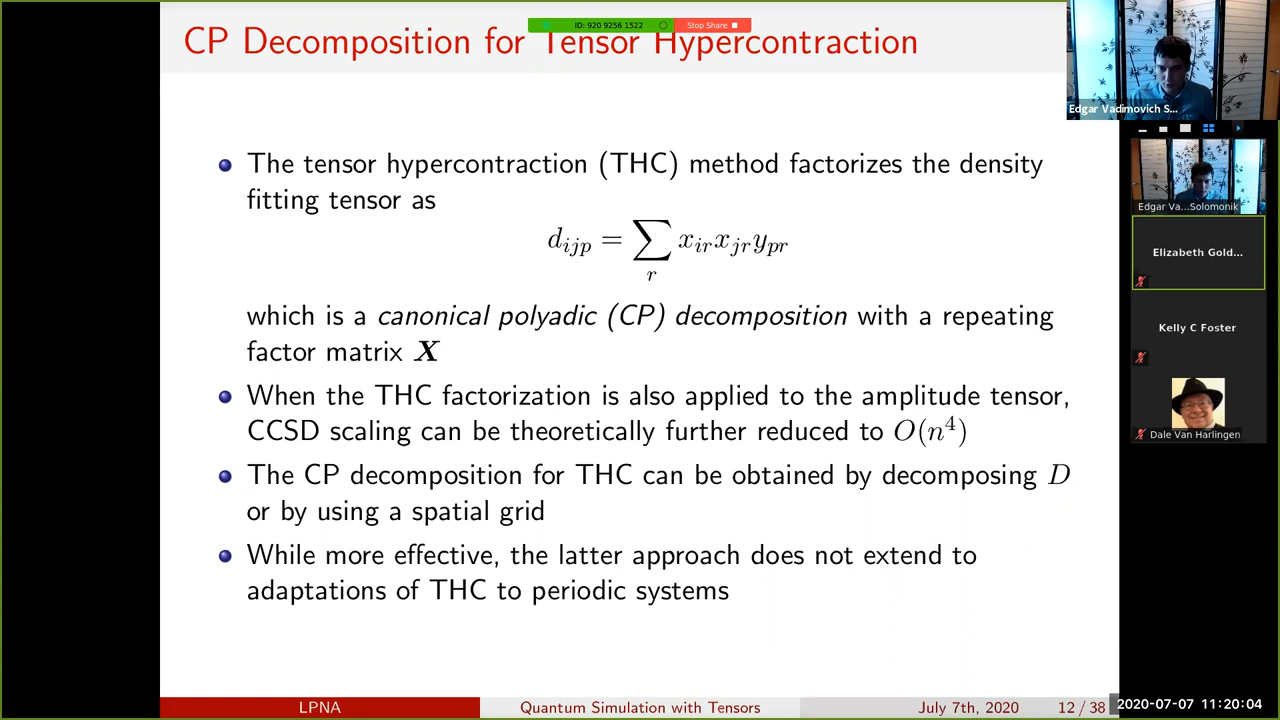 ID: 920 9256 1522
Stop Share
CP Decomposition for Tensor Hypercontraction
The tensor hypercontraction (THC) method factorizes the density
fitting tensor as
d_{ijp} = \sum_r x_{ir} x_{jr} y_{pr}
which is a canonical polyadic (CP) decomposition with a repeating
factor matrix X
When the THC factorization is also applied to the amplitude tensor,
CCSD scaling can be theoretically further reduced to O(n^4)
The CP decomposition for THC can be obtained by decomposing D
or by using a spatial grid
While more effective, the latter approach does not extend to
adaptations of THC to periodic systems
LPNA
Quantum Simulation with Tensors
July 7th, 2020
12 / 38
Edgar Vadimovich S...
Edgar Va...Solomonik
Elizabeth Gold...
Kelly C Foster
Dale Van Harlingen
2020-07-07 11:20:04